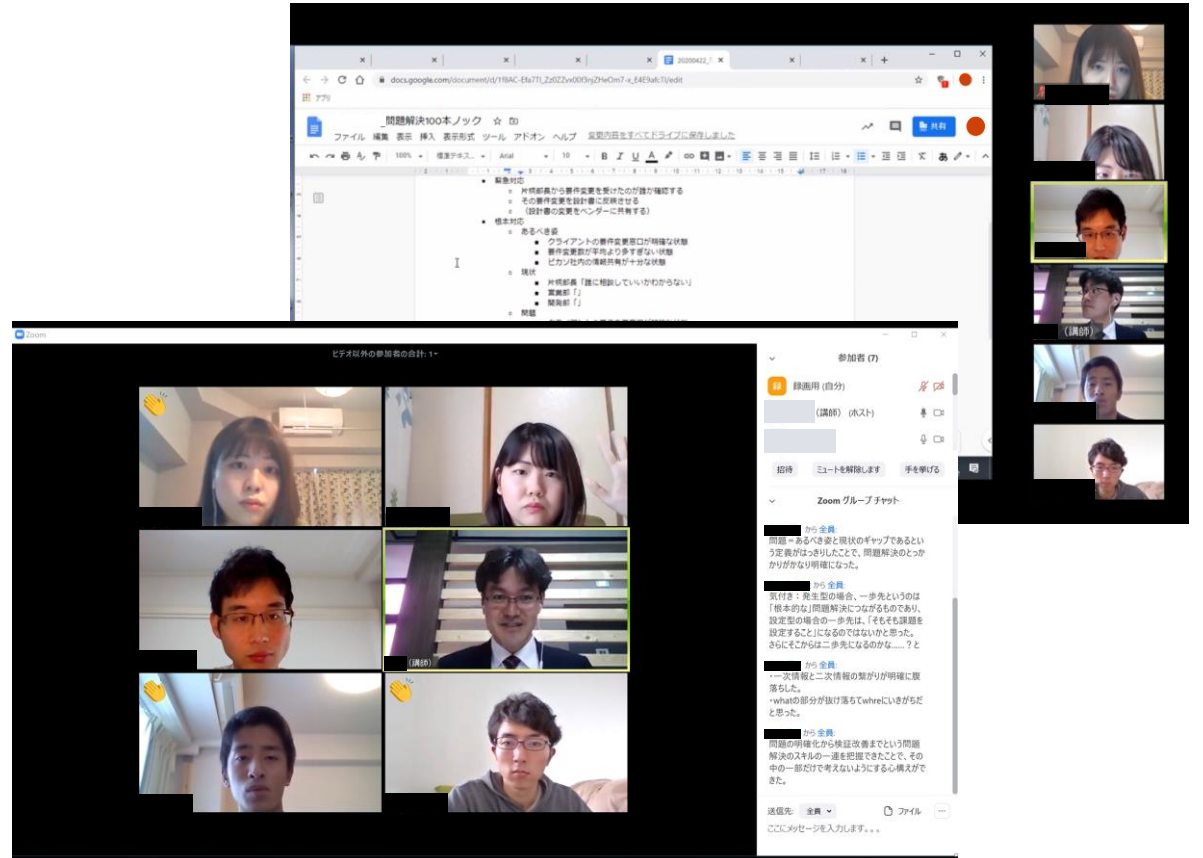 20200422_
docs.google.com/document/d/
/edit
アプリ
_問題解決100本ノック
ファイル 編集 表示 挿入 表示形式 ツール アドオン ヘルプ 変更内容をすべてドライブに保存しました
共有
100% 標準テキス... Arial 10
緊急対応
片桐部長から要件変更を受けたのが誰か確認する
その要件変更を設計書に反映させる
（設計書の変更をベンダーに共有する）
根本対応
あるべき姿
クライアントの要件変更窓口が明確な状態
要件変更数が平均より多すぎない状態
ピカソ社内の情報共有が十分な状態
現状
片桐部長「誰に相談していいかわからない」
営業部「」
開発部「」
問題
（講師）
Zoom
ビデオ以外の参加者の合計: 1
（講師）
参加者 (7)
録 録画用 (自分)
（講師） (ホスト)
招待 ミュートを解除します 手を挙げる
Zoom グループ チャット
から 全員:
問題＝あるべき姿と現状のギャップであるとい
う定義がはっきりしたことで、問題解決のとっか
かりがかなり明確になった。
から 全員:
気付き：発生型の場合、一歩先というのは
「根本的な」問題解決につながるものであり、
設定型の場合の一歩先は、「そもそも課題を
設定すること」になるのではないかと思った。
さらにそこからは二歩先になるのかな……？と
から 全員:
・一次情報と二次情報の繋がりが明確に腹
落ちした。
・whatの部分が抜け落ちてwhreにいきがちだ
と思った。
から 全員:
問題の明確化から検証改善までという問題
解決のスキルの一連を把握できたことで、その
中の一部だけで考えないようにする心構えがで
きた。
送信先: 全員 ファイル ...
ここにメッセージを入力します。。。